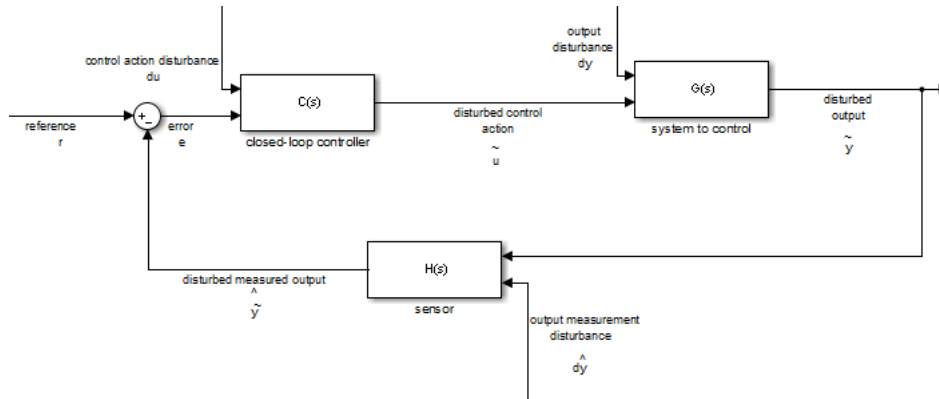 control action disturbance
du
C(s)
closed-loop controller
output
disturbance
dy
G(s)
system to control
+
−
reference
r
error
e
disturbed control
action
~
u
disturbed
output
~
y
H(s)
sensor
disturbed measured output
^
~
y
output measurement
disturbance
^
dy